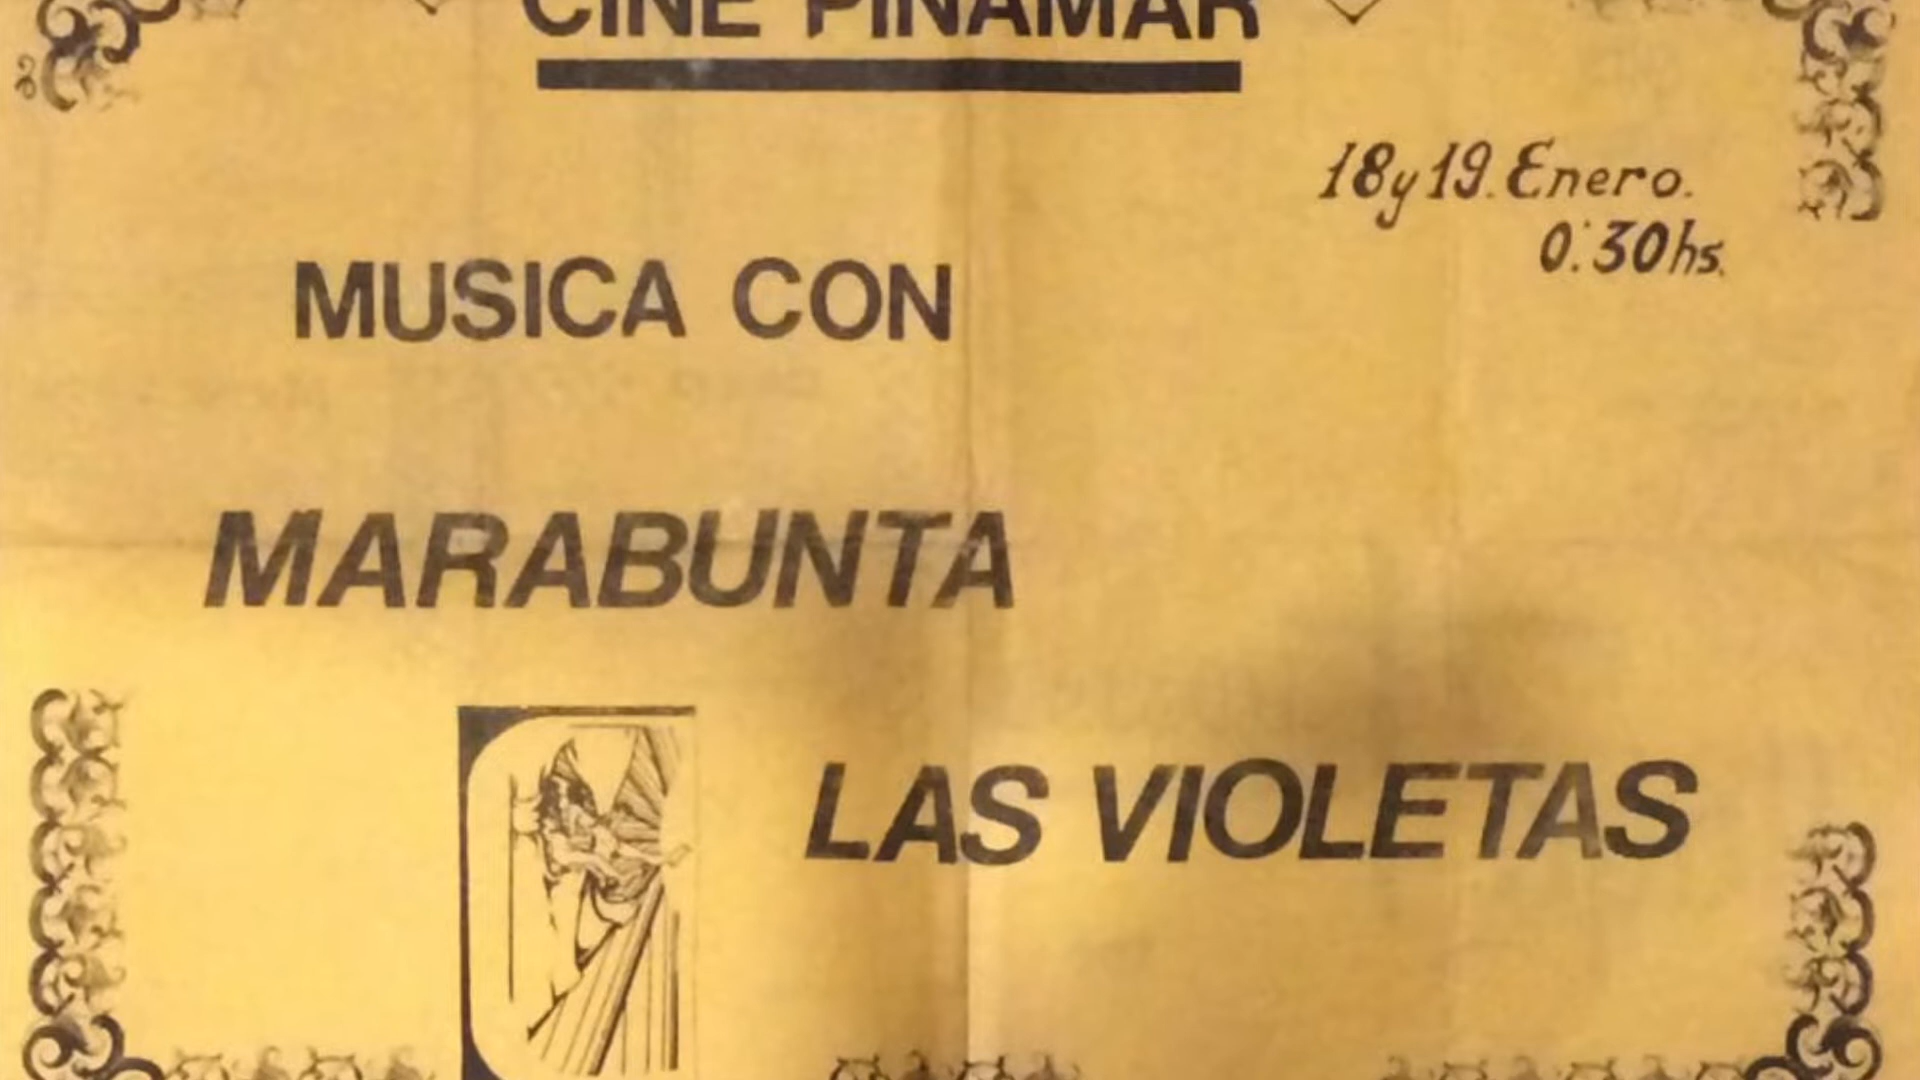 CINE PINAMAR
18 y 19. Enero.
0:30 hs.
MUSICA CON
MARABUNTA
LAS VIOLETAS